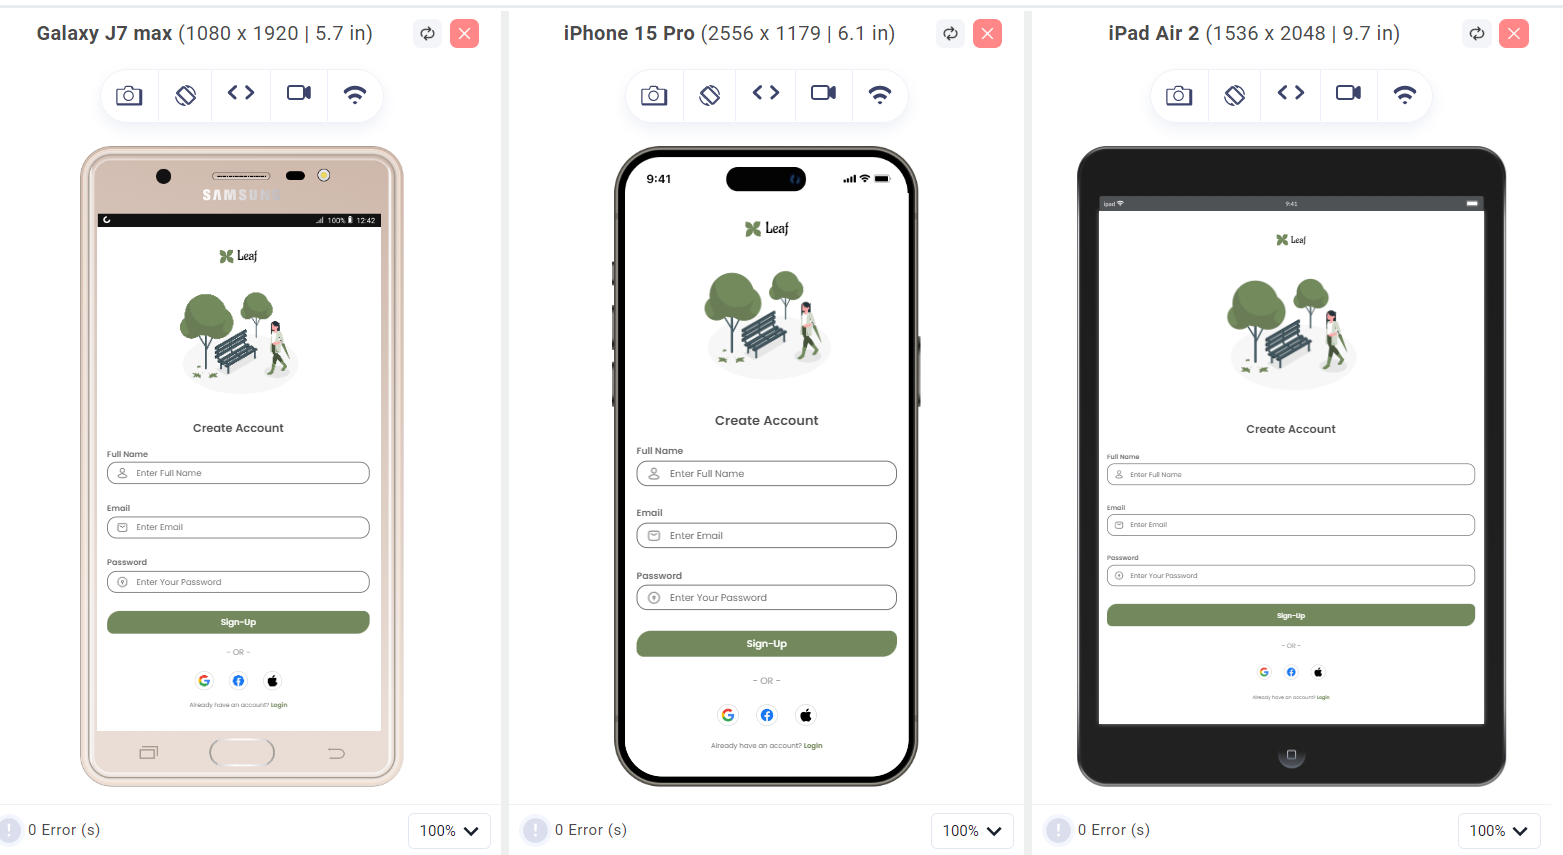 Galaxy J7 max (1080 x 1920 | 5.7 in)
SAMSUNG
100% 12:42
Leaf
Create Account
Full Name
Enter Full Name
Email
Enter Email
Password
Enter Your Password
Sign-Up
- OR -
Already have an account? Login
0 Error (s)
100%
iPhone 15 Pro (2556 x 1179 | 6.1 in)
9:41
Leaf
Create Account
Full Name
Enter Full Name
Email
Enter Email
Password
Enter Your Password
Sign-Up
- OR -
Already have an account? Login
0 Error (s)
100%
iPad Air 2 (1536 x 2048 | 9.7 in)
ipad 9:41
Leaf
Create Account
Full Name
Enter Full Name
Email
Enter Email
Password
Enter Your Password
Sign-Up
- OR -
Already have an account? Login
0 Error (s)
100%